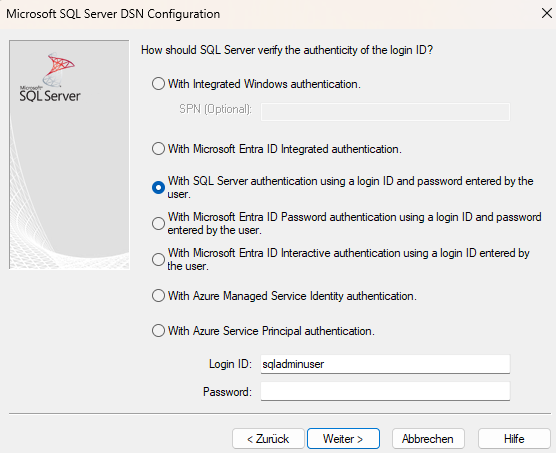 Microsoft SQL Server DSN Configuration
Microsoft
SQL Server
How should SQL Server verify the authenticity of the login ID?
With Integrated Windows authentication.
SPN (Optional):
With Microsoft Entra ID Integrated authentication.
With SQL Server authentication using a login ID and password entered by the
user.
With Microsoft Entra ID Password authentication using a login ID and password
entered by the user.
With Microsoft Entra ID Interactive authentication using a login ID entered by
the user.
With Azure Managed Service Identity authentication.
With Azure Service Principal authentication.
Login ID: sqladminuser
Password:
< Zurück Weiter > Abbrechen Hilfe